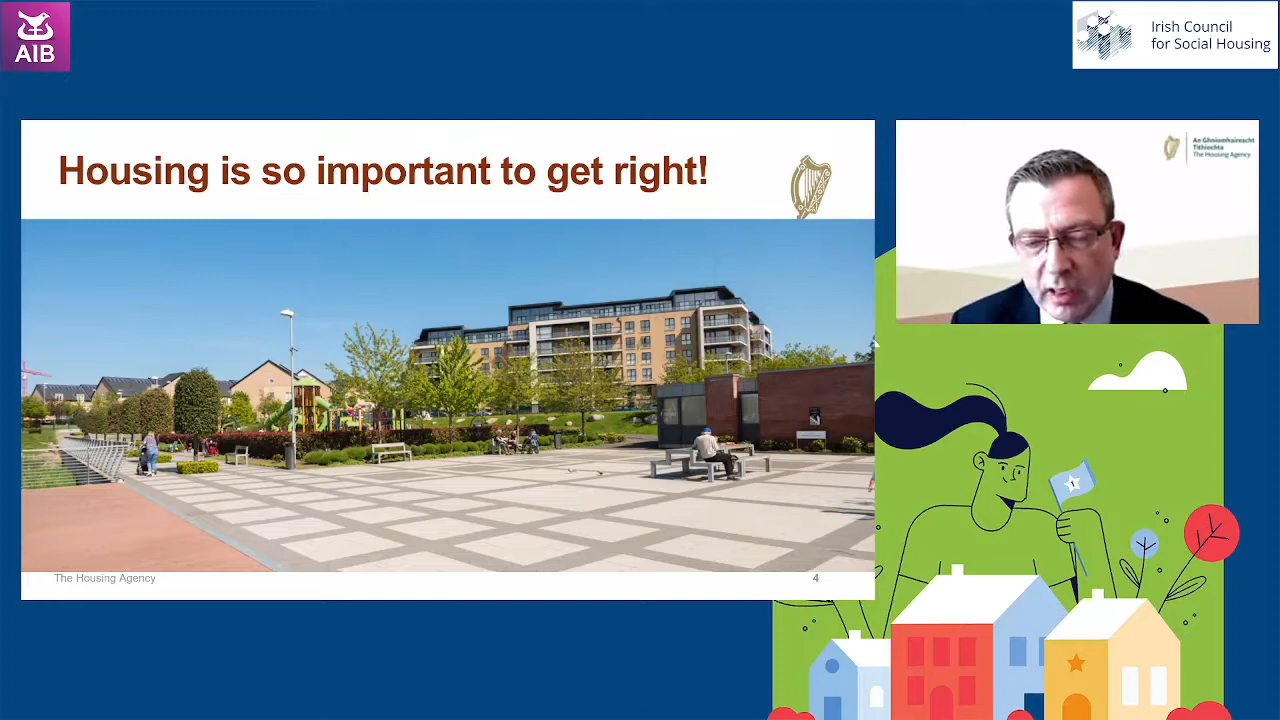 AIB
Irish Council
for Social Housing
Housing is so important to get right!
An Ghníomhaireacht
Tithíochta
The Housing Agency
The Housing Agency
4
1